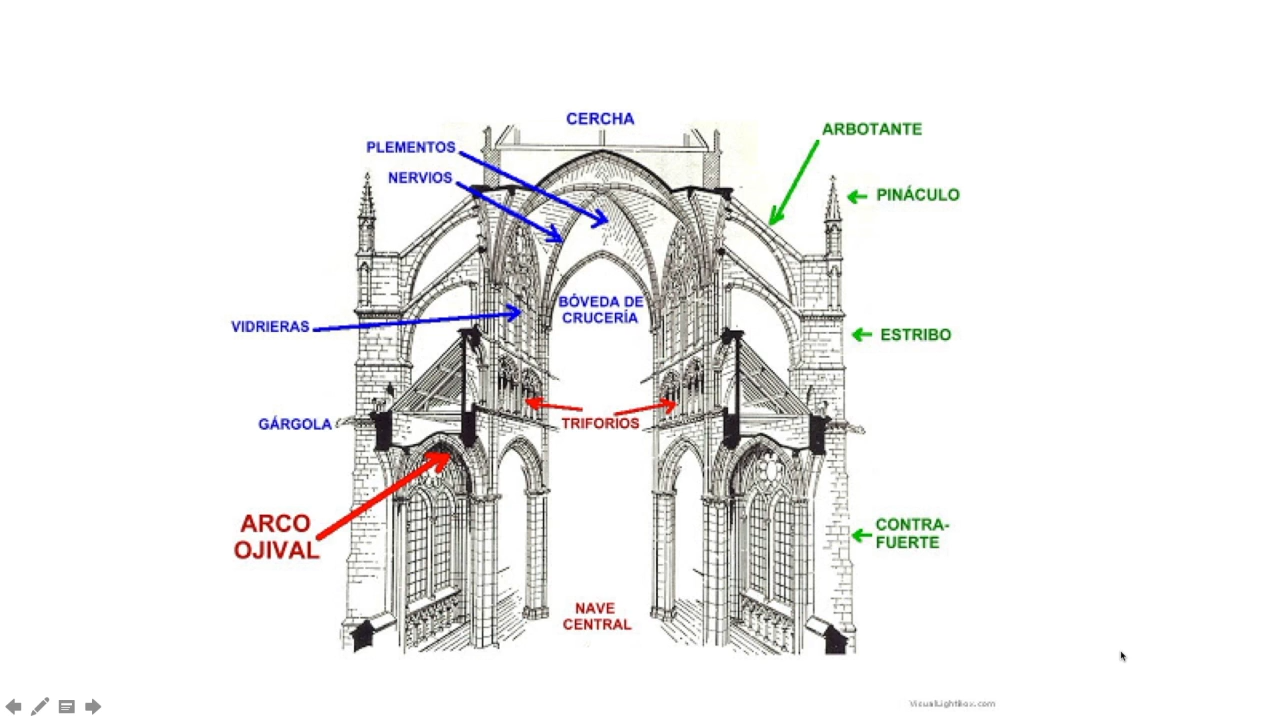 CERCHA
ARBOTANTE
PLEMENTOS
NERVIOS
PINÁCULO
BÓVEDA DE
CRUCERÍA
VIDRIERAS
ESTRIBO
GÁRGOLA
TRIFORIOS
ARCO
OJIVAL
CONTRA-
FUERTE
NAVE
CENTRAL
VisualLightBox.com